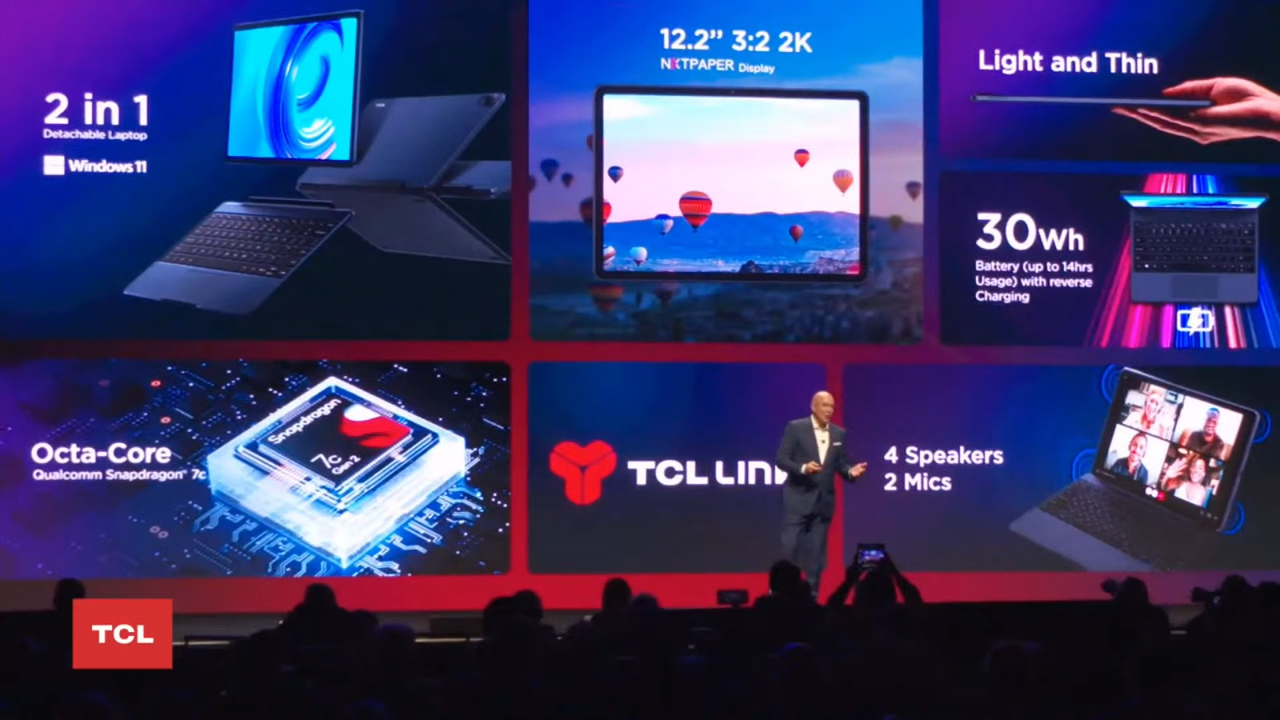 2 in 1
Detachable Laptop
Windows 11
12.2” 3:2 2K
NXTPAPER Display
Light and Thin
30Wh
Battery (up to 14hrs
Usage) with reverse
Charging
Octa-Core
Qualcomm Snapdragon® 7c
Snapdragon
7c
Gen 2
TCL LIN
4 Speakers
2 Mics
TCL